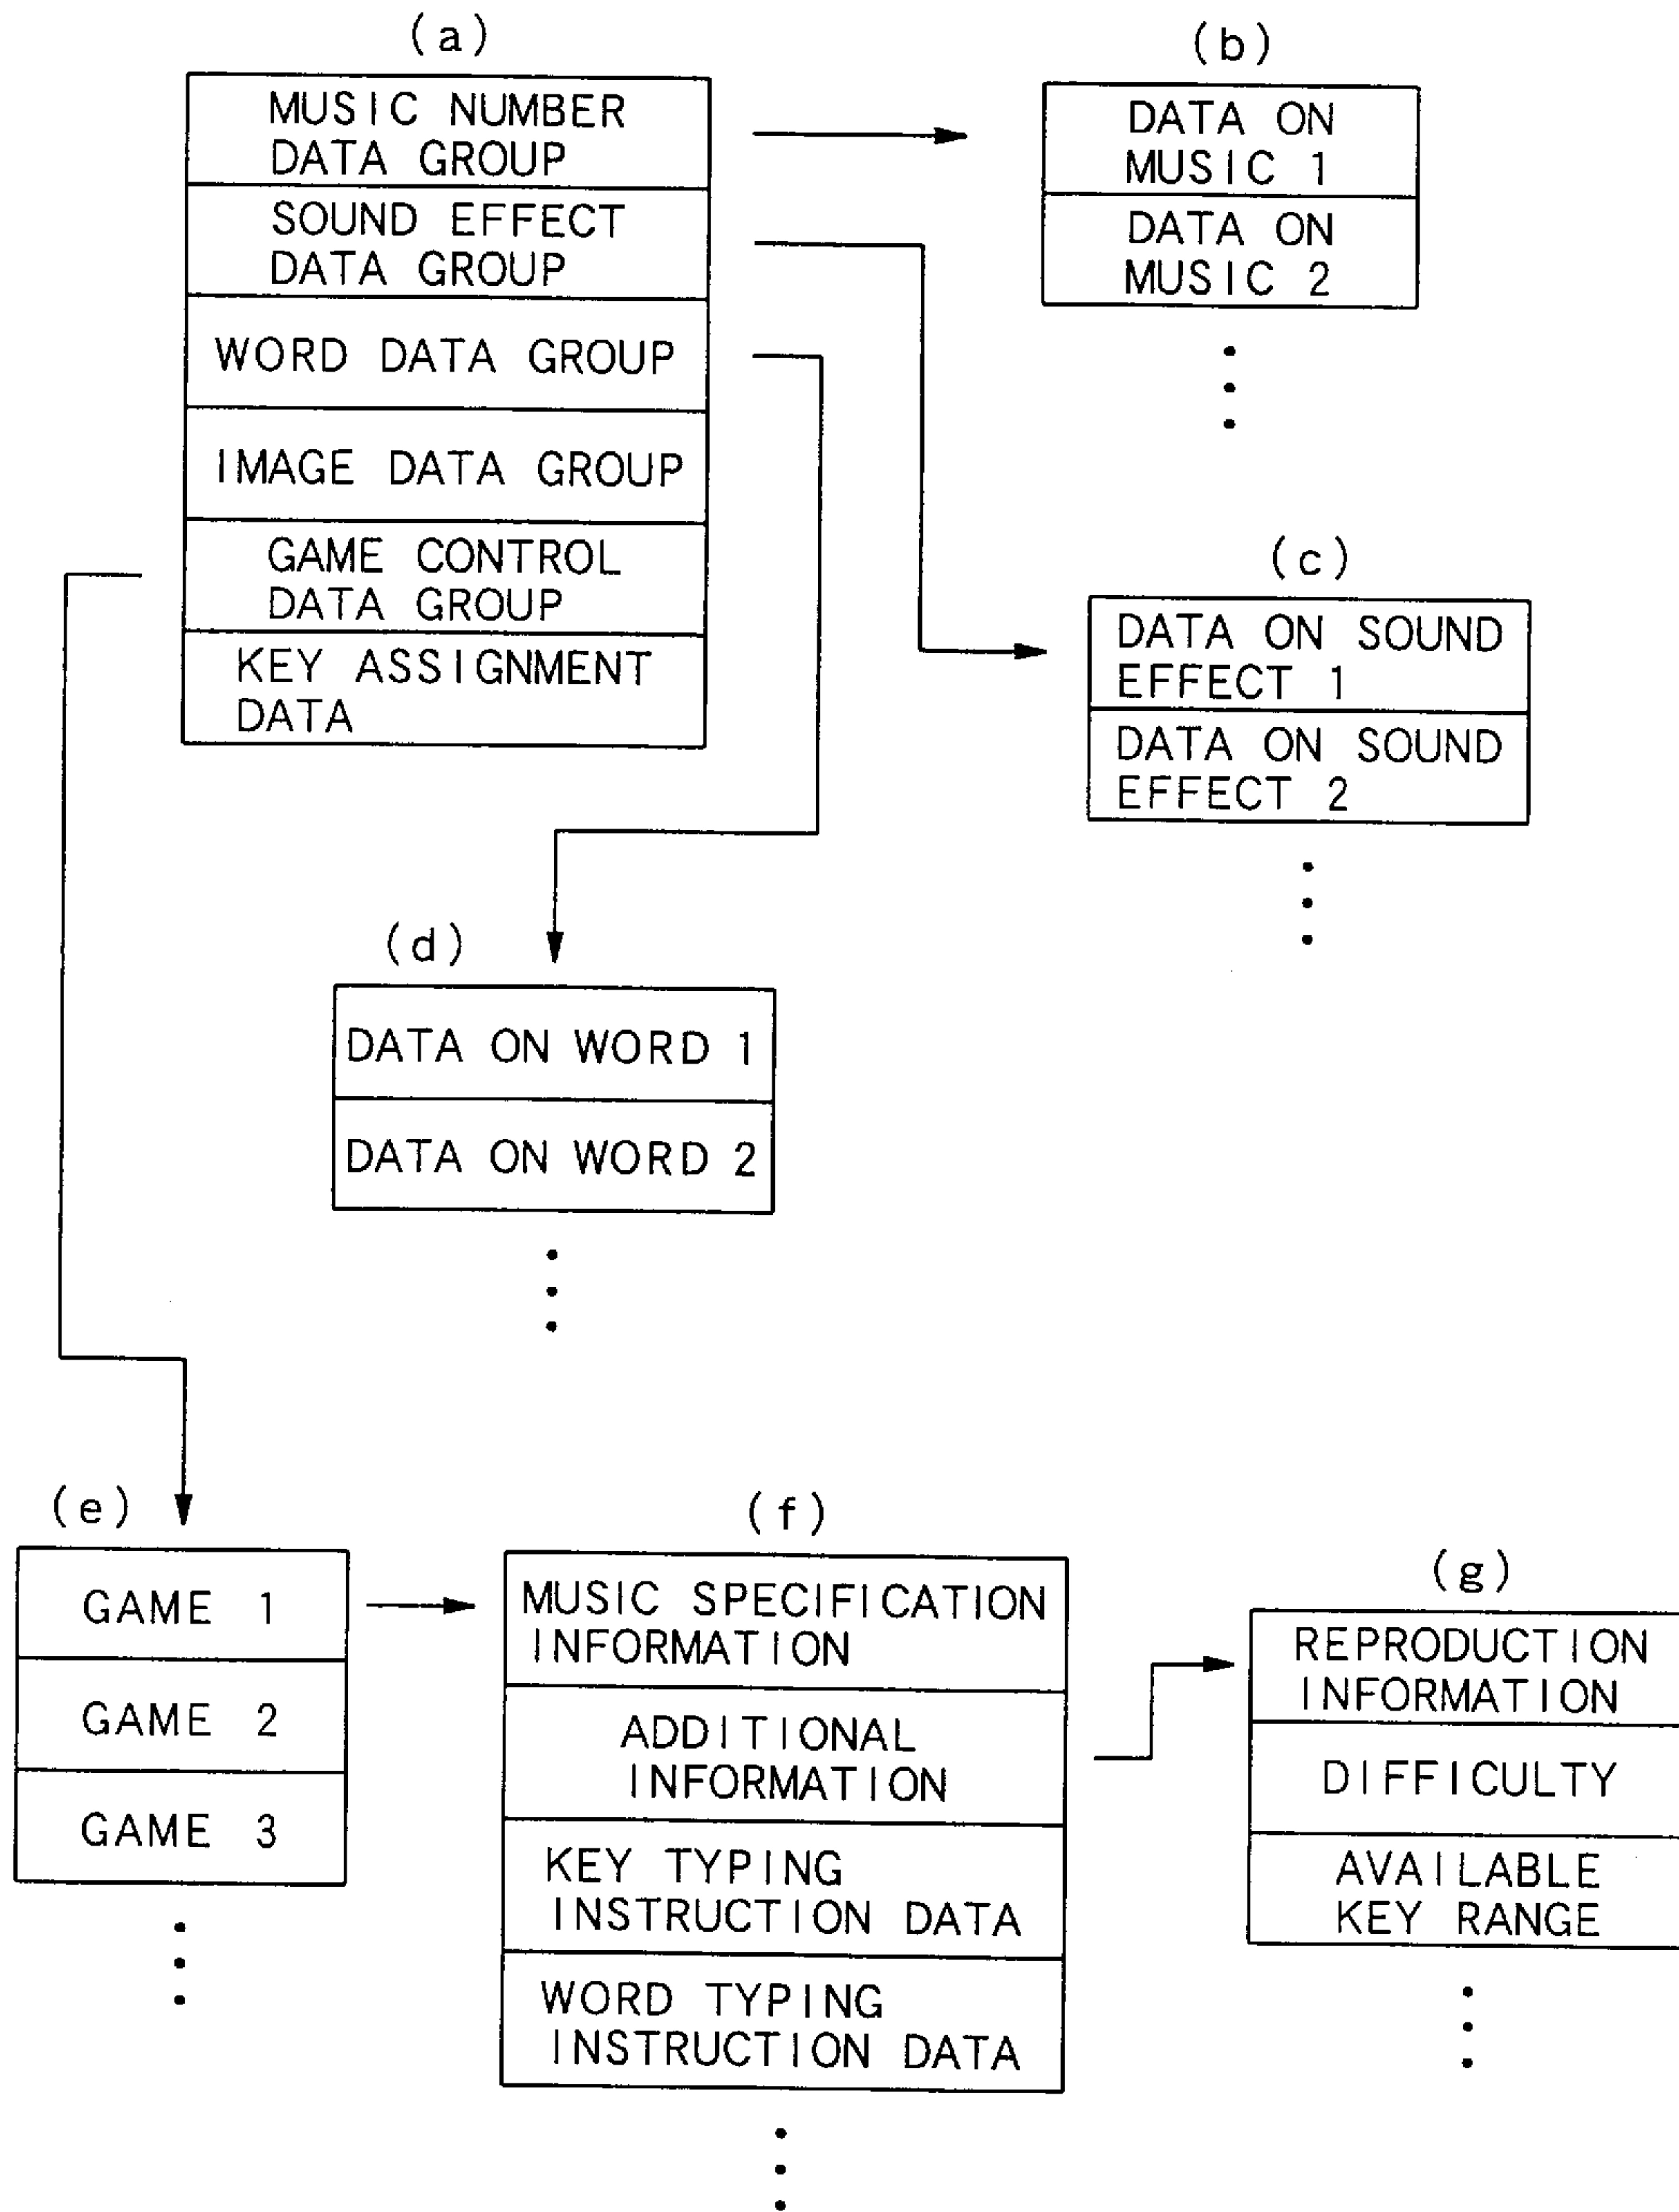 (a)
MUSIC NUMBER
DATA GROUP
SOUND EFFECT
DATA GROUP
WORD DATA GROUP
IMAGE DATA GROUP
GAME CONTROL
DATA GROUP
KEY ASSIGNMENT
DATA
(b)
DATA ON
MUSIC 1
DATA ON
MUSIC 2
(c)
DATA ON SOUND
EFFECT 1
DATA ON SOUND
EFFECT 2
(d)
DATA ON WORD 1
DATA ON WORD 2
(e)
GAME 1
GAME 2
GAME 3
(f)
MUSIC SPECIFICATION
INFORMATION
ADDITIONAL
INFORMATION
KEY TYPING
INSTRUCTION DATA
WORD TYPING
INSTRUCTION DATA
(g)
REPRODUCTION
INFORMATION
DIFFICULTY
AVAILABLE
KEY RANGE